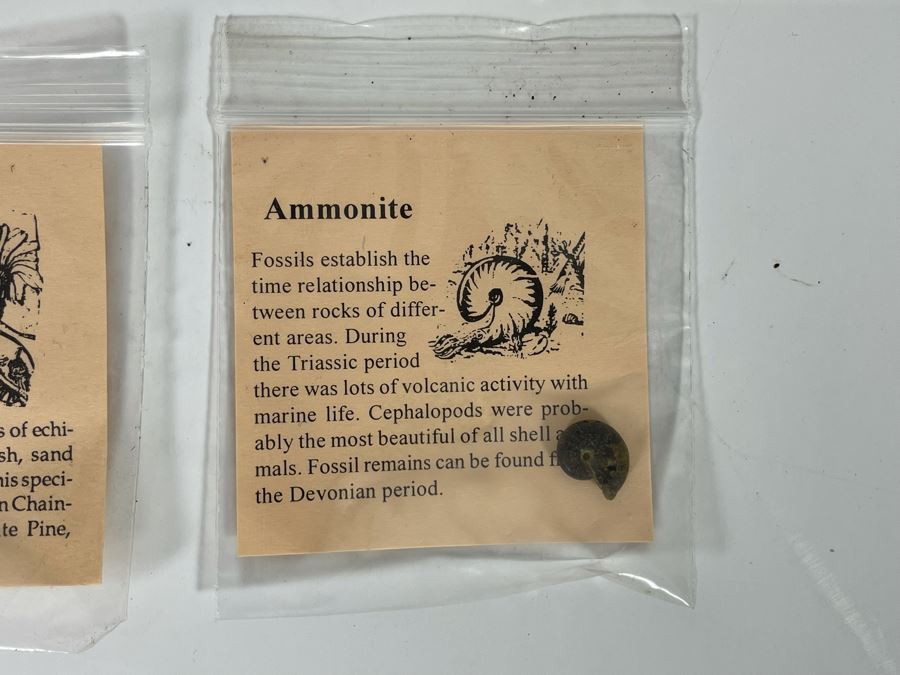 Ammonite
Fossils establish the
time relationship be-
tween rocks of differ-
ent areas. During
the Triassic period
there was lots of volcanic activity with
marine life. Cephalopods were prob-
ably the most beautiful of all shell
mals. Fossil remains can be found
the Devonian period.
s of echi-
sh, sand
his speci-
n Chain-
te Pine,